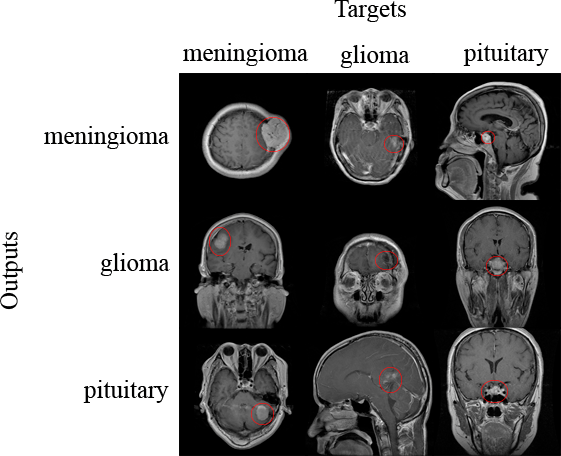 Targets
meningioma glioma pituitary
meningioma
glioma
Outputs
pituitary